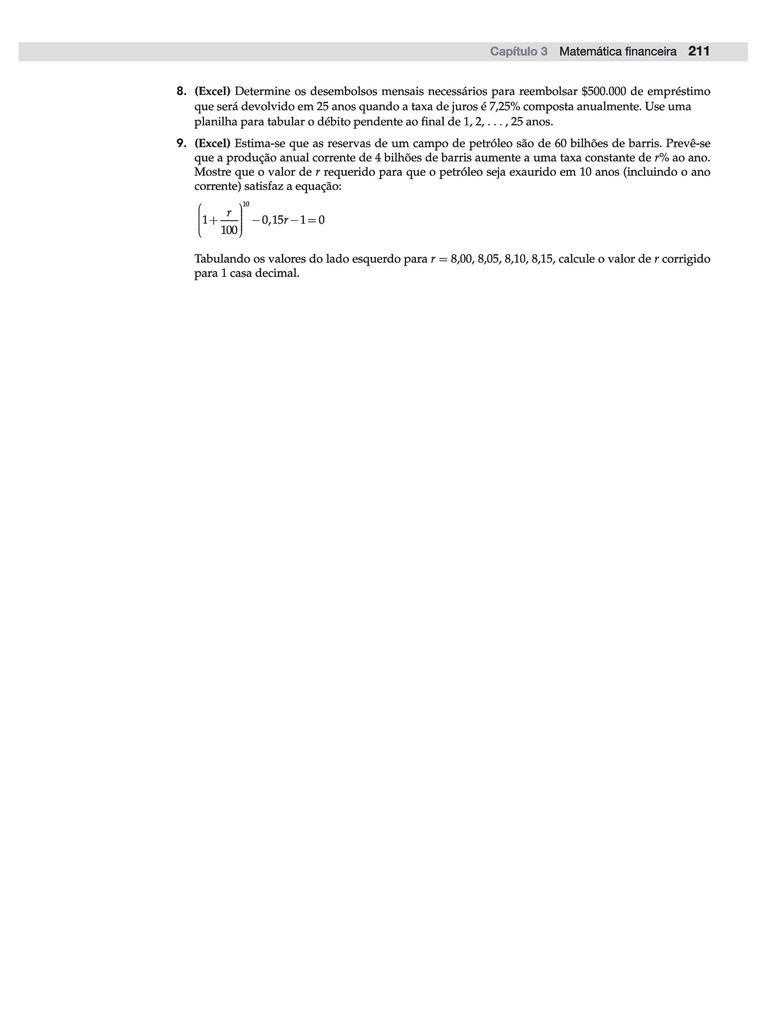 Capítulo 3 Matemática financeira 211
8. (Excel) Determine os desembolsos mensais necessários para reembolsar $500.000 de empréstimo
que será devolvido em 25 anos quando a taxa de juros é 7,25% composta anualmente. Use uma
planilha para tabular o débito pendente ao final de 1, 2, . . . , 25 anos.
9. (Excel) Estima-se que as reservas de um campo de petróleo são de 60 bilhões de barris. Prevê-se
que a produção anual corrente de 4 bilhões de barris aumente a uma taxa constante de r% ao ano.
Mostre que o valor de r requerido para que o petróleo seja exaurido em 10 anos (incluindo o ano
corrente) satisfaz a equação:
(1 + r/100)^10 − 0,15r − 1 = 0
Tabulando os valores do lado esquerdo para r = 8,00, 8,05, 8,10, 8,15, calcule o valor de r corrigido
para 1 casa decimal.